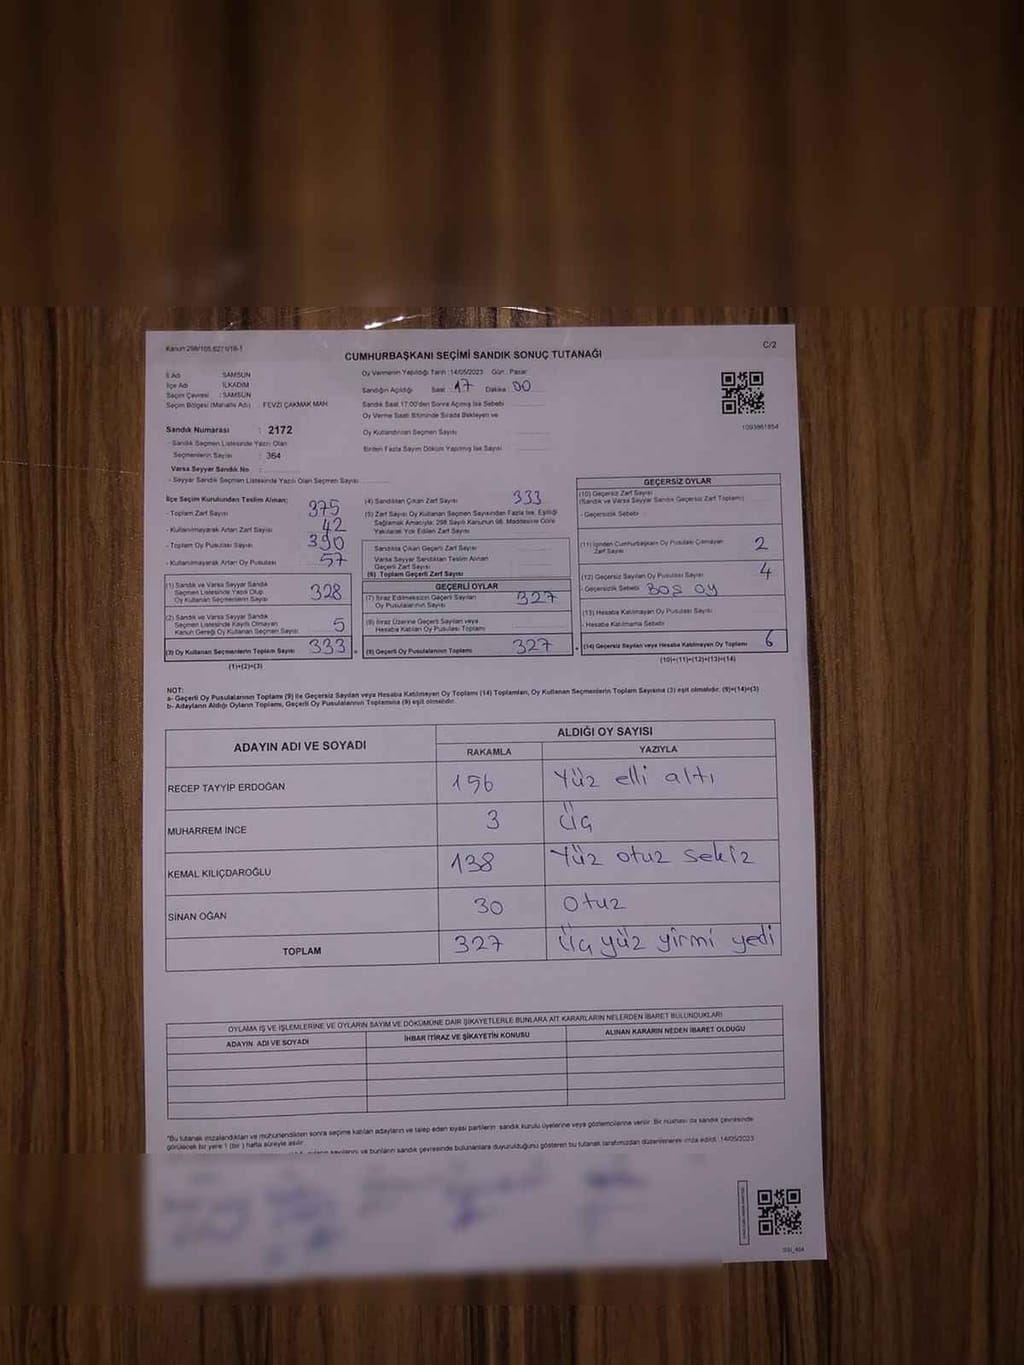 Kanun:298/105,6271/16-1
C/2
CUMHURBAŞKANI SEÇİMİ SANDIK SONUÇ TUTANAĞI
İl Adı SAMSUN
İlçe Adı İLKADIM
Seçim Çevresi : SAMSUN
Seçim Bölgesi (Mahalle Adı) : FEVZİ ÇAKMAK MAH
Sandık Numarası : 2172
- Sandık Seçmen Listesinde Yazılı Olan
Seçmenlerin Sayısı : 364
Varsa Seyyar Sandık No :
- Seyyar Sandık Seçmen Listesinde Yazılı Olan Seçmen Sayısı
Oy Vermenin Yapıldığı Tarih :14/05/2023 Gün : Pazar
Sandığın Açıldığı Saat 17 Dakika 00
Sandık Saat 17:00'den Sonra Açılmış İse Sebebi
Oy Verme Saati Bitiminde Sırada Bekleyen ve
Oy Kullandırılan Seçmen Sayısı
Birden Fazla Sayım Döküm Yapılmış İse Sayısı
1093861854
İlçe Seçim Kurulundan Teslim Alınan;
- Toplam Zarf Sayısı 375
- Kullanılmayarak Artan Zarf Sayısı 42
- Toplam Oy Pusulası Sayısı 390
- Kullanılmayarak Artan Oy Pusulası 57
(1) Sandık ve Varsa Seyyar Sandık
Seçmen Listesinde Yazılı Olup
Oy Kullanan Seçmenlerin Sayısı 328
(2) Sandık ve Varsa Seyyar Sandık
Seçmen Listesinde Kayıtlı Olmayan
Kanun Gereği Oy Kullanan Seçmen Sayısı 5
(3) Oy Kullanan Seçmenlerin Toplam Sayısı 333
(1)+(2)=(3)
(4) Sandıktan Çıkan Zarf Sayısı 333
(5) Zarf Sayısı Oy Kullanan Seçmen Sayısından Fazla İse, Eşitliği
Sağlamak Amacıyla; 298 Sayılı Kanunun 98. Maddesine Göre
Yakılarak Yok Edilen Zarf Sayısı
Sandıkta Çıkan Geçerli Zarf Sayısı
Varsa Seyyar Sandıktan Teslim Alınan
Geçerli Zarf Sayısı
(6) Toplam Geçerli Zarf Sayısı
GEÇERLİ OYLAR
(7) İtiraz Edilmeksizin Geçerli Sayılan
Oy Pusulalarının Sayısı 327
(8) İtiraz Üzerine Geçerli Sayılan veya
Hesaba Katılan Oy Pusulası Toplamı
(9) Geçerli Oy Pusulalarının Toplamı 327
GEÇERSİZ OYLAR
(10) Geçersiz Zarf Sayısı
(Sandık ve Varsa Seyyar Sandık Geçersiz Zarf Toplamı)
- Geçersizlik Sebebi
(11) İçinden Cumhurbaşkanı Oy Pusulası Çıkmayan
Zarf Sayısı 2
(12) Geçersiz Sayılan Oy Pusulası Sayısı 4
- Geçersizlik Sebebi BOŞ OY
(13) Hesaba Katılmayan Oy Pusulası Sayısı
- Hesaba Katılmama Sebebi
(14) Geçersiz Sayılan veya Hesaba Katılmayan Oy Toplamı 6
(10)+(11)+(12)+(13)=(14)
NOT:
a- Geçerli Oy Pusulalarının Toplamı (9) ile Geçersiz Sayılan veya Hesaba Katılmayan Oy Toplamı (14) Toplamları, Oy Kullanan Seçmenlerin Toplam Sayısına (3) eşit olmalıdır. (9)+(14)=(3)
b- Adayların Aldığı Oyların Toplamı, Geçerli Oy Pusulalarının Toplamına (9) eşit olmalıdır.
ADAYIN ADI VE SOYADI
ALDIĞI OY SAYISI
RAKAMLA YAZIYLA
RECEP TAYYİP ERDOĞAN 156 Yüz elli altı
MUHARREM İNCE 3 Üç
KEMAL KILIÇDAROĞLU 138 Yüz otuz sekiz
SİNAN OĞAN 30 Otuz
TOPLAM 327 Üç yüz yirmi yedi
OYLAMA İŞ VE İŞLEMLERİNE VE OYLARIN SAYIM VE DÖKÜMÜNE DAİR ŞİKAYETLERLE BUNLARA AİT KARARLARIN NELERDEN İBARET BULUNDUKLARI
ADAYIN ADI VE SOYADI İHBAR İTİRAZ VE ŞİKAYETİN KONUSU ALINAN KARARIN NEDEN İBARET OLDUĞU
*Bu tutanak imzalandıktan ve mühürlendikten sonra seçime katılan adayların ve talep eden siyasi partilerin sandık kurulu üyelerine veya gözlemcilerine verilir. Bir nüshası da sandık çevresinde
görülecek bir yere 1 (bir) hafta süreyle asılır.
sandık çevresinde bulunanlara duyurulduğunu gösteren bu tutanak tarafımızdan düzenlenerek imza edildi. 14/05/2023